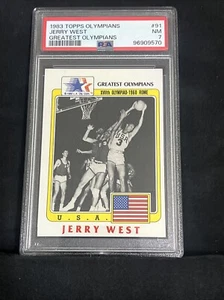 1983 TOPPS OLYMPIANS #91
JERRY WEST NM
GREATEST OLYMPIANS PSA 7
96309570
GREATEST OLYMPIANS
XVIIth OLYMPIAD-1960 ROME
U.S.A.
JERRY WEST